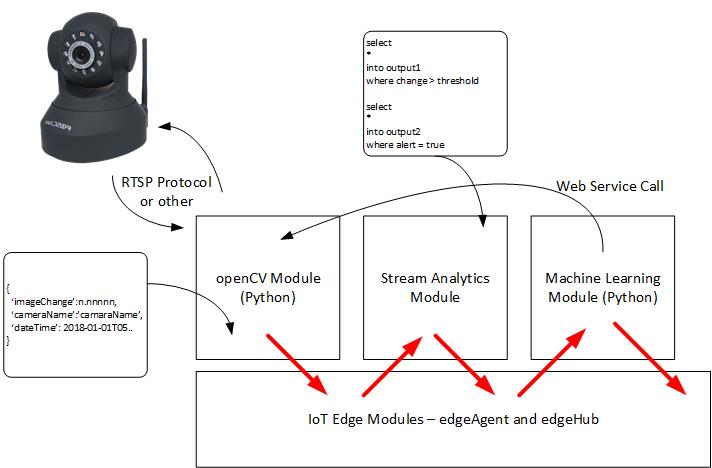 select
*
into output1
where change > threshold
select
*
into output2
where alert = true
FOSCAM
RTSP Protocol
or other
Web Service Call
openCV Module
(Python)
Stream Analytics
Module
Machine Learning
Module (Python)
{
'imageChange':n.nnnnn,
'cameraName':'camaraName',
'dateTime': 2018-01-01T05..
}
IoT Edge Modules – edgeAgent and edgeHub